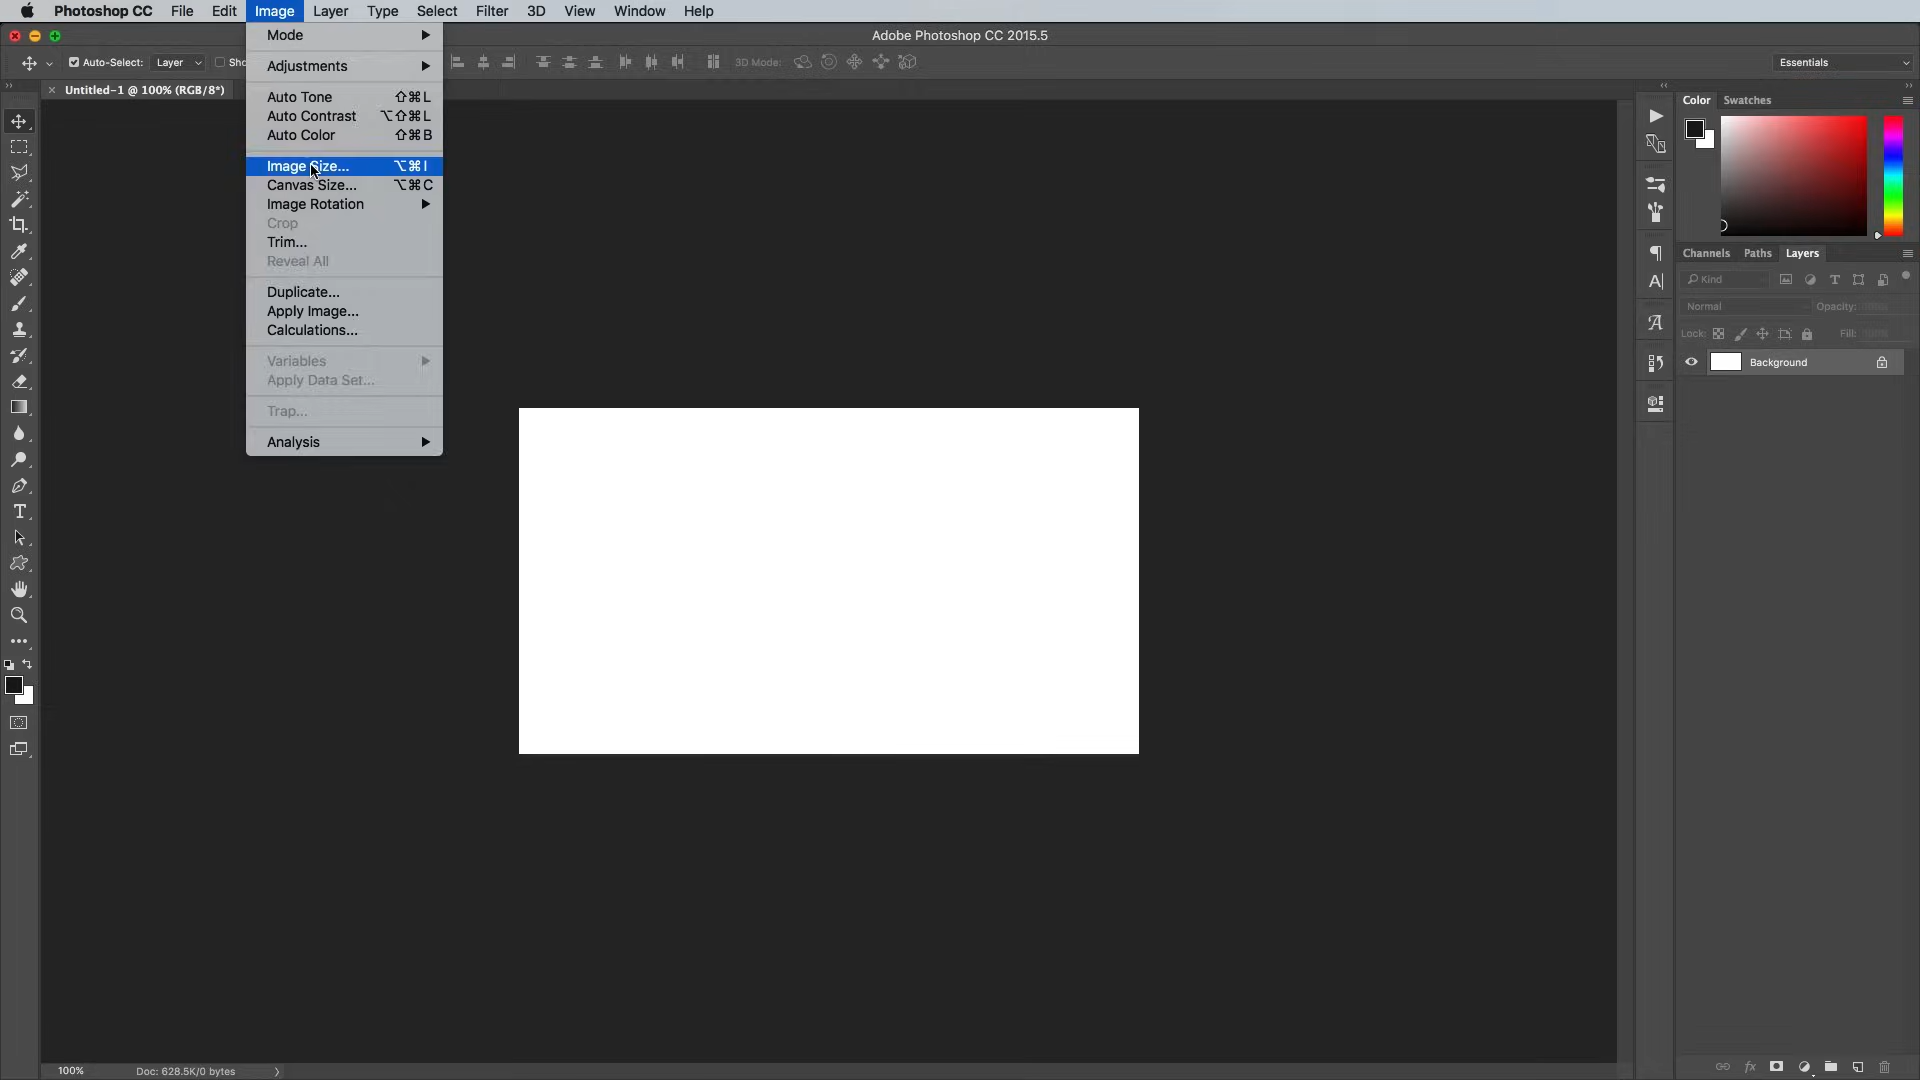 Photoshop CC File Edit Image Layer Type Select Filter 3D View Window Help
Adobe Photoshop CC 2015.5
Auto-Select: Layer Sho 3D Mode: Essentials
Untitled-1 @ 100% (RGB/8*)
Mode
Adjustments
Auto Tone ⇧⌘L
Auto Contrast ⌥⇧⌘L
Auto Color ⇧⌘B
Image Size... ⌥⌘I
Canvas Size... ⌥⌘C
Image Rotation
Crop
Trim...
Reveal All
Duplicate...
Apply Image...
Calculations...
Variables
Apply Data Set...
Trap...
Analysis
Color Swatches
Channels Paths Layers
Kind
Normal Opacity:
Lock: Fill:
Background
100% Doc: 628.5K/0 bytes